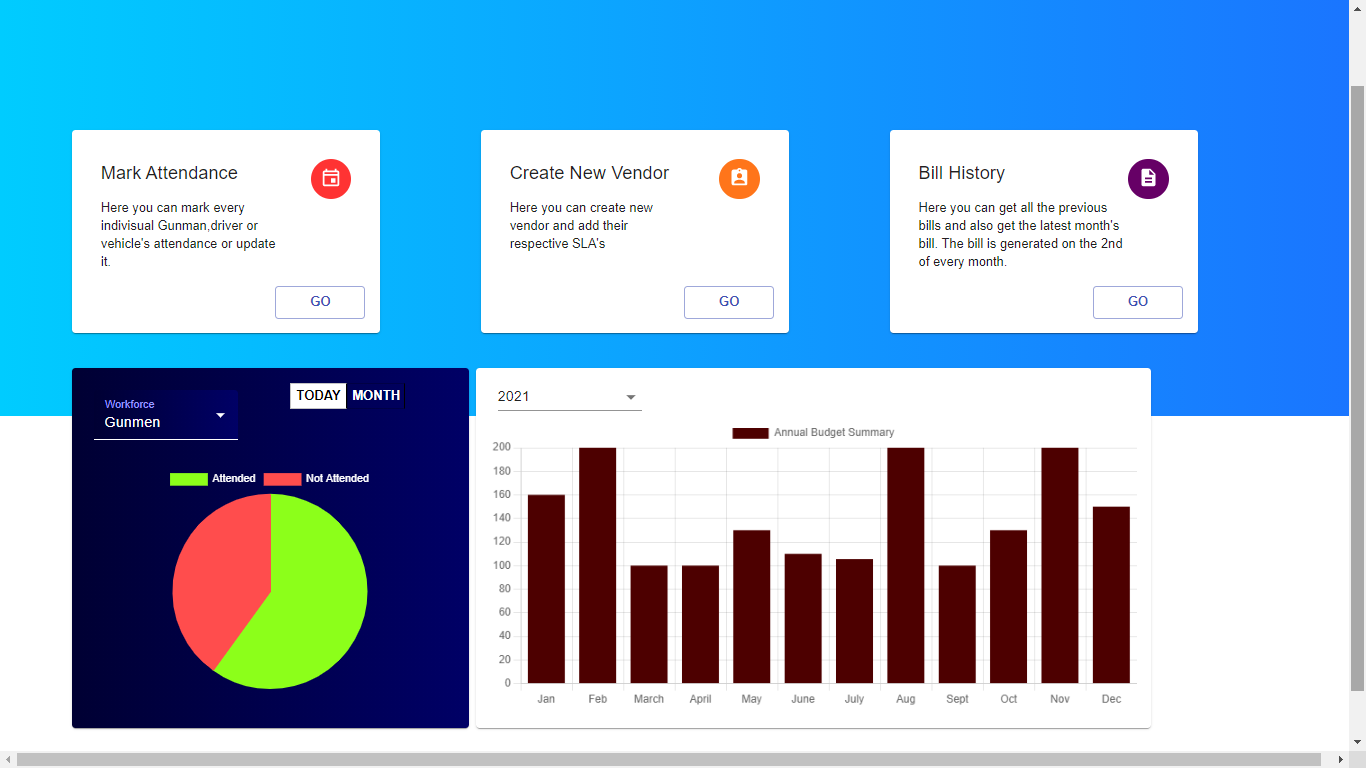 Mark Attendance
Here you can mark every
indivisual Gunman,driver or
vehicle's attendance or update
it.
GO
Create New Vendor
Here you can create new
vendor and add their
respective SLA's
GO
Bill History
Here you can get all the previous
bills and also get the latest month's
bill. The bill is generated on the 2nd
of every month.
GO
Workforce
Gunmen
TODAY MONTH
Attended Not Attended
2021
Annual Budget Summary
200
180
160
140
120
100
80
60
40
20
0
Jan Feb March April May June July Aug Sept Oct Nov Dec